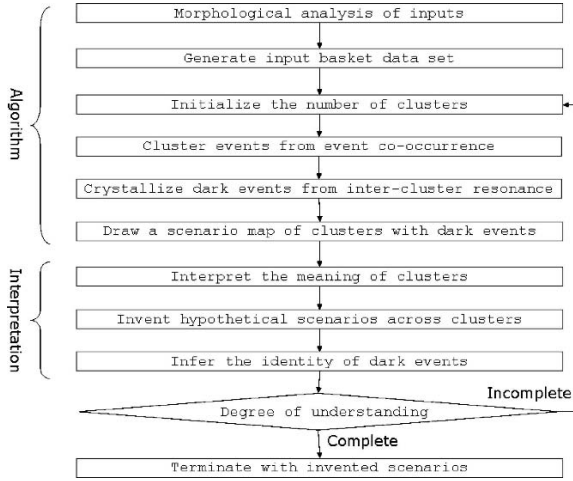 Morphological analysis of inputs
Generate input basket data set
Initialize the number of clusters
Cluster events from event co-occurrence
Crystallize dark events from inter-cluster resonance
Draw a scenario map of clusters with dark events
Algorithm
Interpret the meaning of clusters
Invent hypothetical scenarios across clusters
Infer the identity of dark events
Interpretation
Degree of understanding
Incomplete
Complete
Terminate with invented scenarios